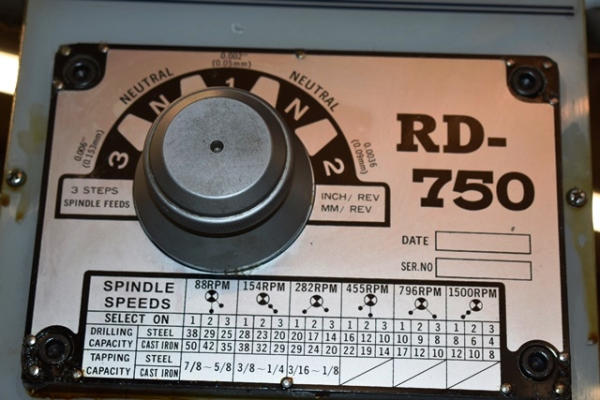 0.002"
(0.05mm)
NEUTRAL
NEUTRAL
N 1 N
3
2
0.006"
(0.153mm)
0.0036
(0.09mm)
RD-
750
3 STEPS
SPINDLE FEEDS
INCH/ REV
MM/ REV
DATE
SER.NO
SPINDLE SPEEDS 88RPM 154RPM 282RPM 455RPM 796RPM 1500RPM
SELECT ON 1 2 3 1 2 3 1 2 3 1 2 3 1 2 3 1 2 3
DRILLING CAPACITY STEEL 38 29 25 28 23 20 20 17 14 16 12 10 10 9 8 8 7 6
CAST IRON 50 42 35 38 32 29 29 24 20 22 19 14 17 12 10 12 10 8
TAPPING CAPACITY STEEL
CAST IRON 7/8~5/8 3/8~1/4 3/16~1/8